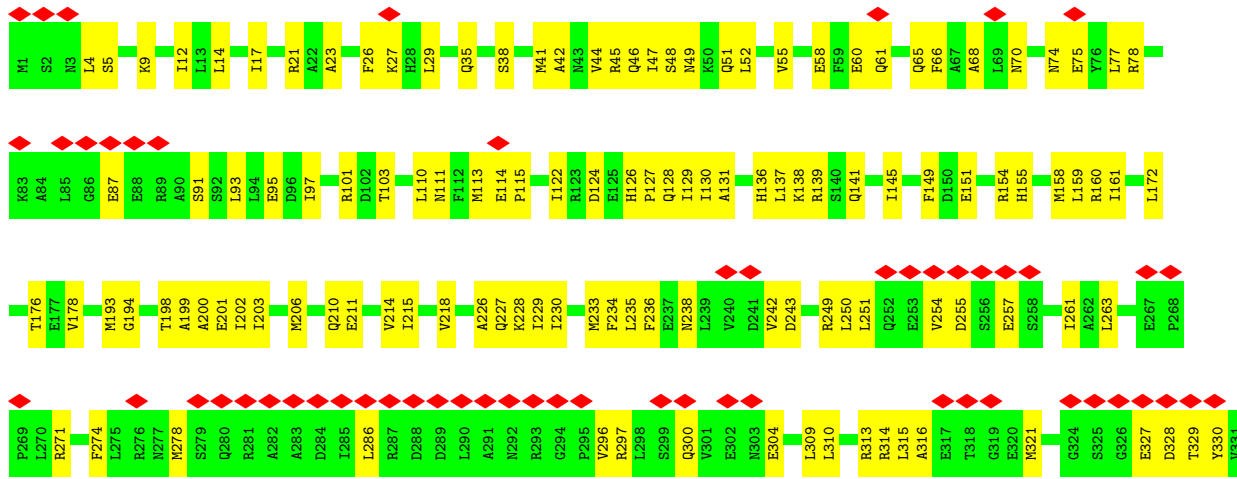 M1 S2 N3 L4 S5 K9 I12 L13 L14 I17 R21 A22 A23 F26 K27 H28 L29 Q35 S38 M41 A42 N43 V44 R45 Q46 I47 S48 N49 K50 Q51 L52 V55 E58 F59 E60 Q61 Q65 F66 A67 A68 L69 N70 N74 E75 Y76 L77 R78
K83 A84 L85 G86 E87 E88 R89 A90 S91 S92 L93 L94 E95 D96 I97 R101 D102 T103 L110 N111 F112 M113 E114 P115 I122 R123 D124 E125 H126 P127 Q128 I129 I130 A131 H136 L137 K138 R139 S140 Q141 I145 F149 D150 E151 R154 H155 M158 L159 R160 I161 L172
T176 E177 V178 M193 G194 T198 A199 A200 E201 I202 I203 M206 Q210 E211 V214 I215 V218 A226 Q227 K228 I229 I230 M233 F234 L235 F236 E237 N238 L239 V240 D241 V242 D243 R249 L250 L251 Q252 E253 V254 D255 S256 E257 S258 I261 A262 L263 E267 P268
P269 L270 R271 F274 L275 R276 N277 M278 S279 Q280 R281 A282 A283 D284 I285 L286 R287 D288 D289 L290 A291 N292 R293 G294 P295 V296 R297 L298 S299 Q300 V301 E302 N303 E304 L309 L310 R313 R314 L315 A316 E317 T318 G319 E320 M321 G324 S325 G326 E327 D328 T329 Y330 V331